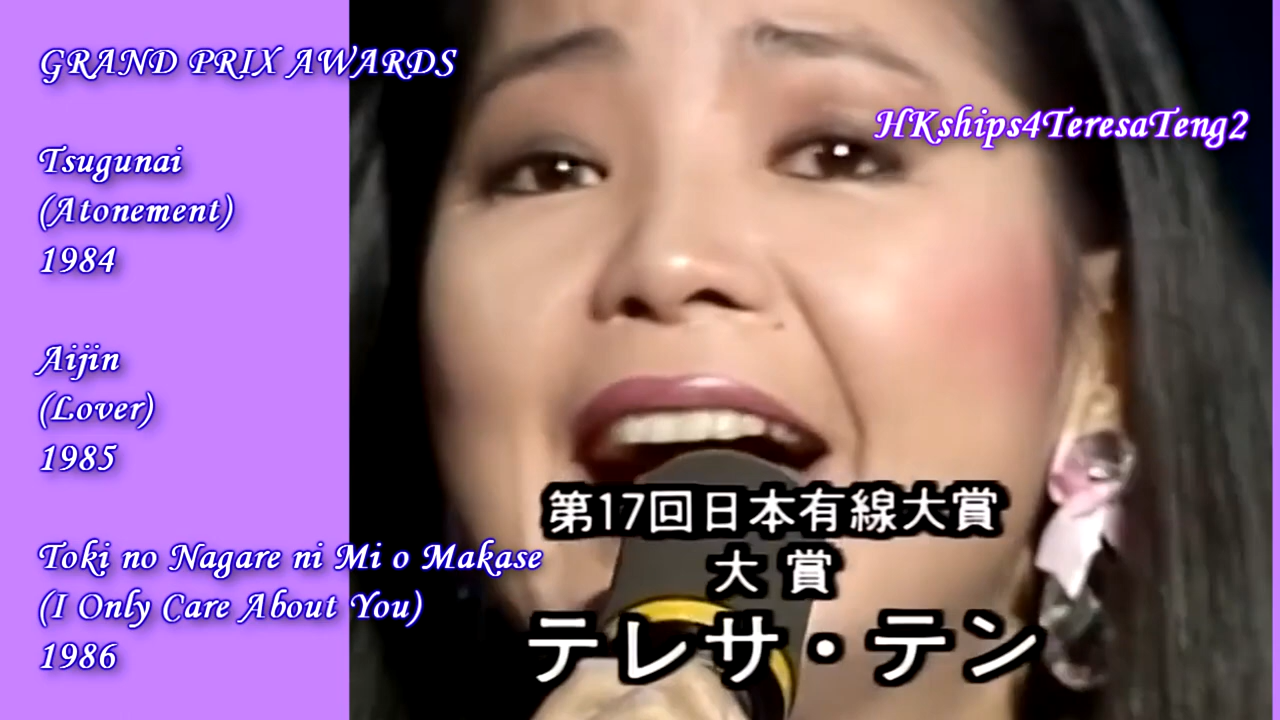 GRAND PRIX AWARDS
HKships4TeresaTeng2
Tsugunai
(Atonement)
1984
Aijin
(Lover)
1985
第17回日本有線大賞
大賞
テレサ・テン
Toki no Nagare ni Mi o Makase
(I Only Care About You)
1986